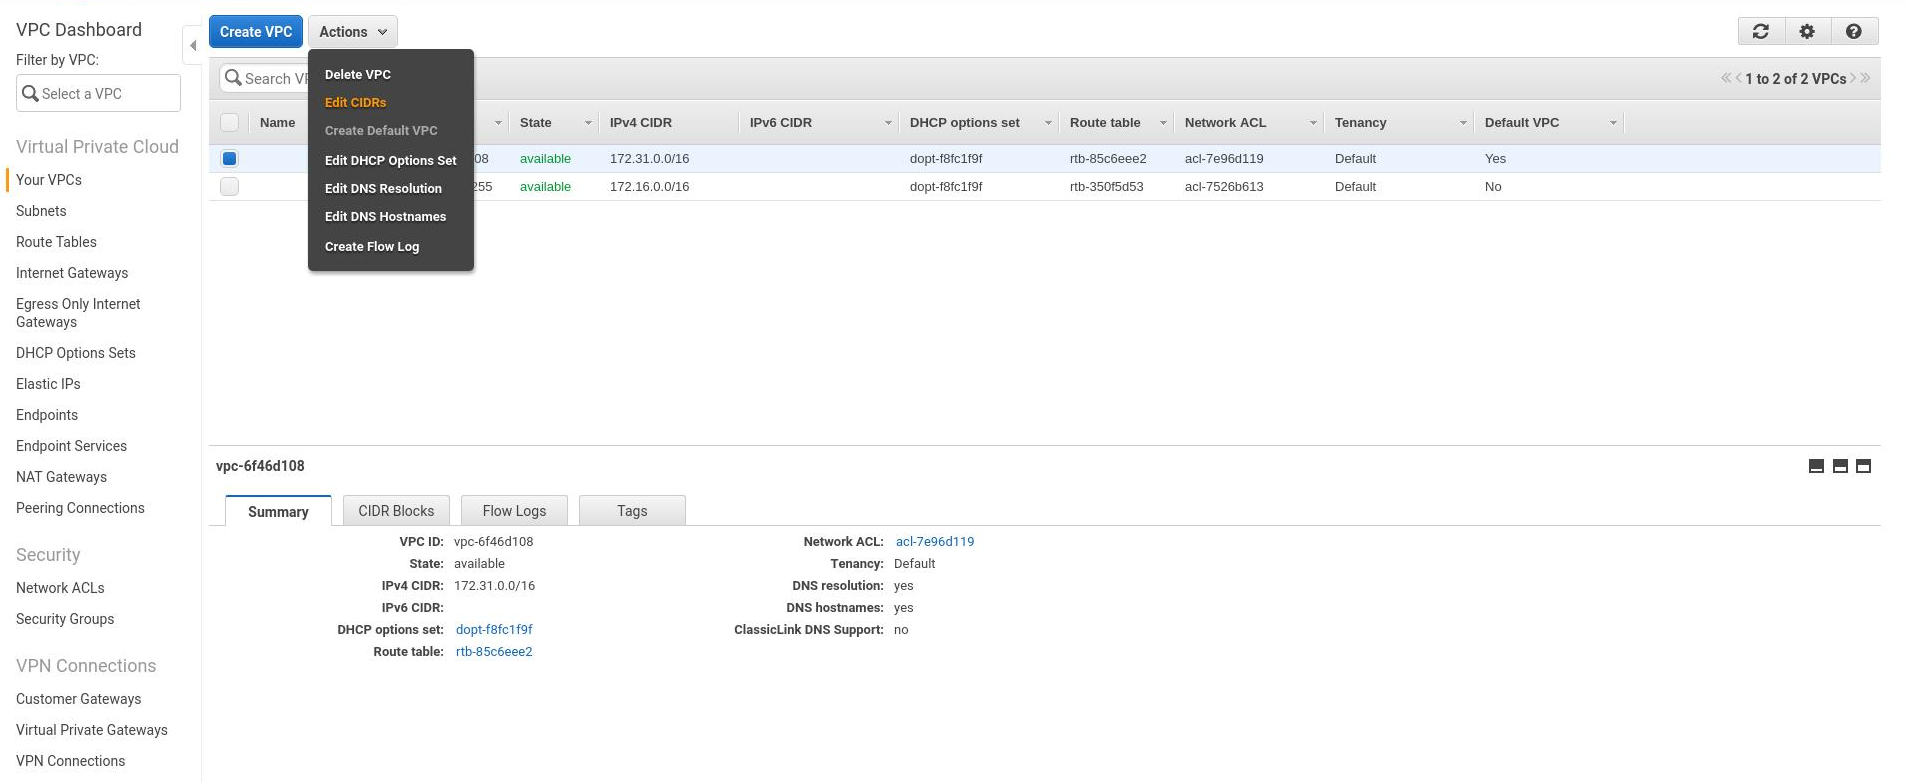 VPC Dashboard
Filter by VPC:
Select a VPC
Virtual Private Cloud
Your VPCs
Subnets
Route Tables
Internet Gateways
Egress Only Internet
Gateways
DHCP Options Sets
Elastic IPs
Endpoints
Endpoint Services
NAT Gateways
Peering Connections
Security
Network ACLs
Security Groups
VPN Connections
Customer Gateways
Virtual Private Gateways
VPN Connections
Create VPC Actions
Delete VPC
Edit CIDRs
Create Default VPC
Edit DHCP Options Set
Edit DNS Resolution
Edit DNS Hostnames
Create Flow Log
Search 1 to 2 of 2 VPCs
Name State IPv4 CIDR IPv6 CIDR DHCP options set Route table Network ACL Tenancy Default VPC
08 available 172.31.0.0/16 dopt-f8fc1f9f rtb-85c6eee2 acl-7e96d119 Default Yes
255 available 172.16.0.0/16 dopt-f8fc1f9f rtb-350f5d53 acl-7526b613 Default No
vpc-6f46d108
Summary CIDR Blocks Flow Logs Tags
VPC ID: vpc-6f46d108
State: available
IPv4 CIDR: 172.31.0.0/16
IPv6 CIDR:
DHCP options set: dopt-f8fc1f9f
Route table: rtb-85c6eee2
Network ACL: acl-7e96d119
Tenancy: Default
DNS resolution: yes
DNS hostnames: yes
ClassicLink DNS Support: no